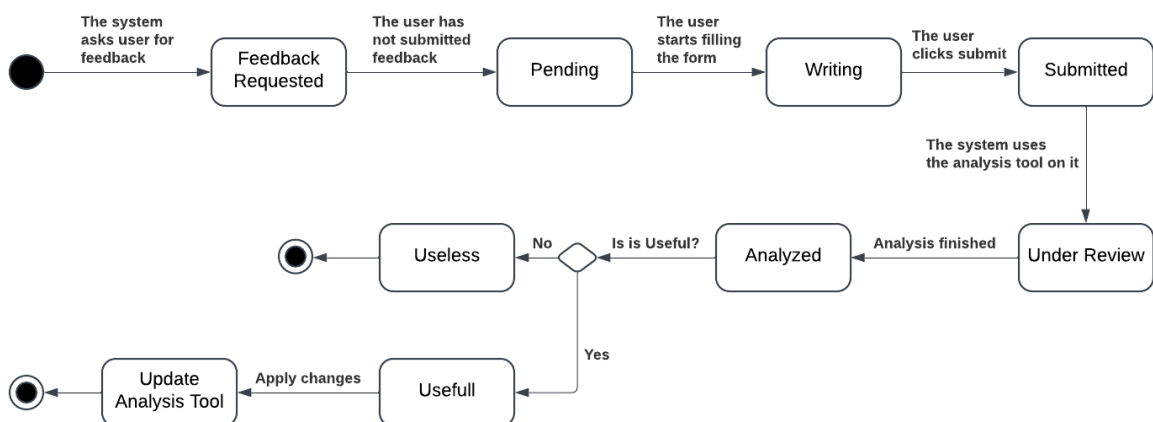 The system
asks user for
feedback
Feedback
Requested
The user has
not submitted
feedback
Pending
The user
starts filling
the form
Writing
The user
clicks submit
Submitted
The system uses
the analysis tool on it
Under Review
Analysis finished
Analyzed
Is is Useful?
No
Useless
Yes
Usefull
Apply changes
Update
Analysis Tool